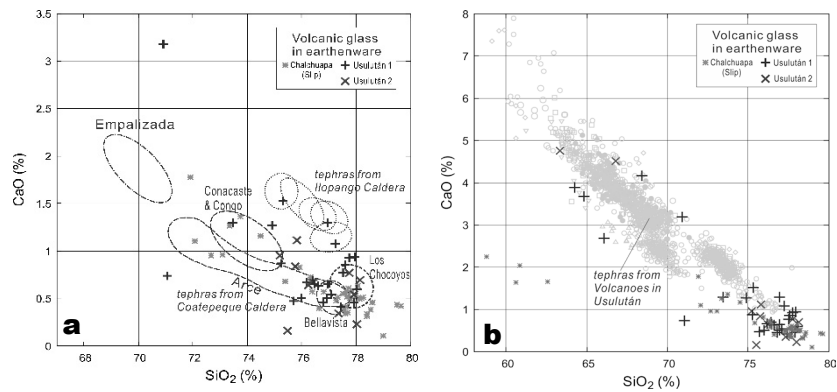 4
3.5
3
2.5
2
1.5
1
0.5
0
CaO (%)
68
70
72
74
76
78
80
SiO2 (%)
Volcanic glass
in earthenware
Chalchuapa
(Slip)
Usulután 1
Usulután 2
Empalizada
Conacaste
& Congo
tephras from
Ilopango Caldera
Los
Chocoyos
Arce
tephras from
Coatepeque Caldera
Bellavista
a
8
7
6
5
4
3
2
1
0
CaO (%)
60
65
70
75
80
SiO2 (%)
Volcanic glass
in earthenware
Chalchuapa
(Slip)
Usulután 1
Usulután 2
tephras from
Volcanoes in
Usulután
b